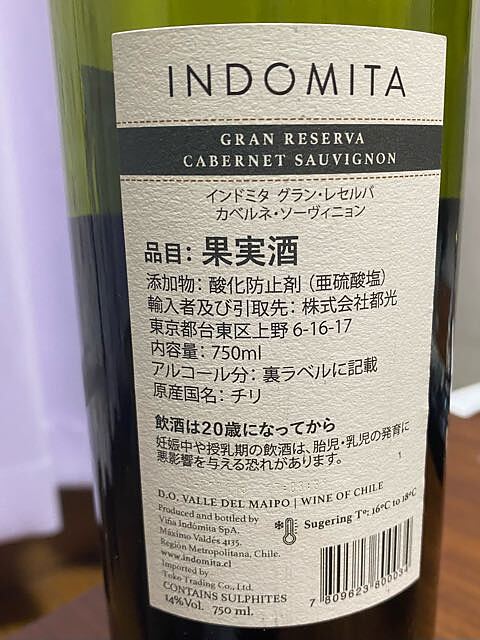 INDOMITA
GRAN RESERVA
CABERNET SAUVIGNON
インドミタ グラン・レセルバ
カベルネ・ソーヴィニョン
品目: 果実酒
添加物: 酸化防止剤 (亜硫酸塩)
輸入者及び引取先: 株式会社都光
東京都台東区上野 6-16-17
内容量: 750ml
アルコール分: 裏ラベルに記載
原産国名: チリ
飲酒は20歳になってから
妊娠中や授乳期の飲酒は、胎児・乳児の発育に
悪影響を与える恐れがあります。
D.O. VALLE DEL MAIPO | WINE OF CHILE
Produced and bottled by
Viña Indómita SpA.
Máximo Valdés 4135.
Región Metropolitana, Chile.
www.indomita.cl
Imported by
Toko Trading Co., Ltd.
CONTAINS SULPHITES
14%Vol. 750 ml.
Sugering Tº: 16ºC to 18ºC
7 809623 80003